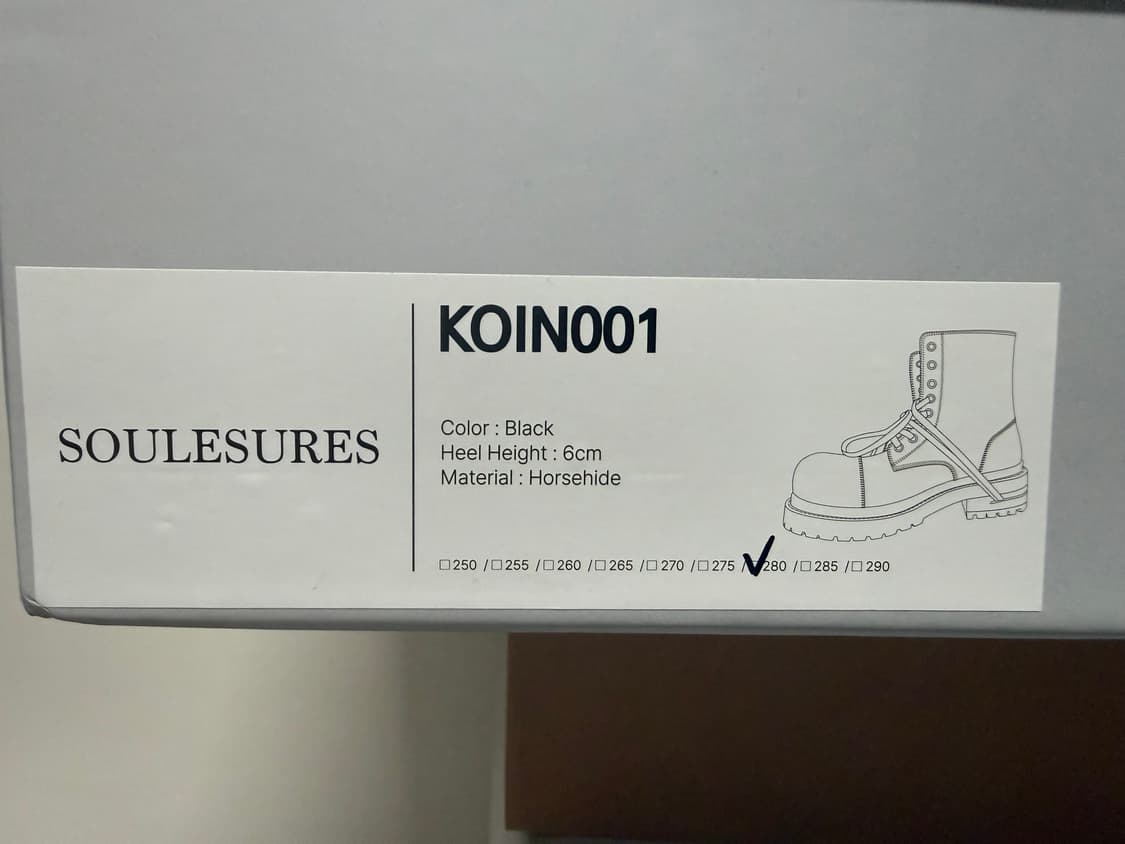 KOIN001
SOULESURES
Color : Black
Heel Height : 6cm
Material : Horsehide
□250 /□255 /□260 /□265 /□270 /□275 /☑280 /□285 /□290